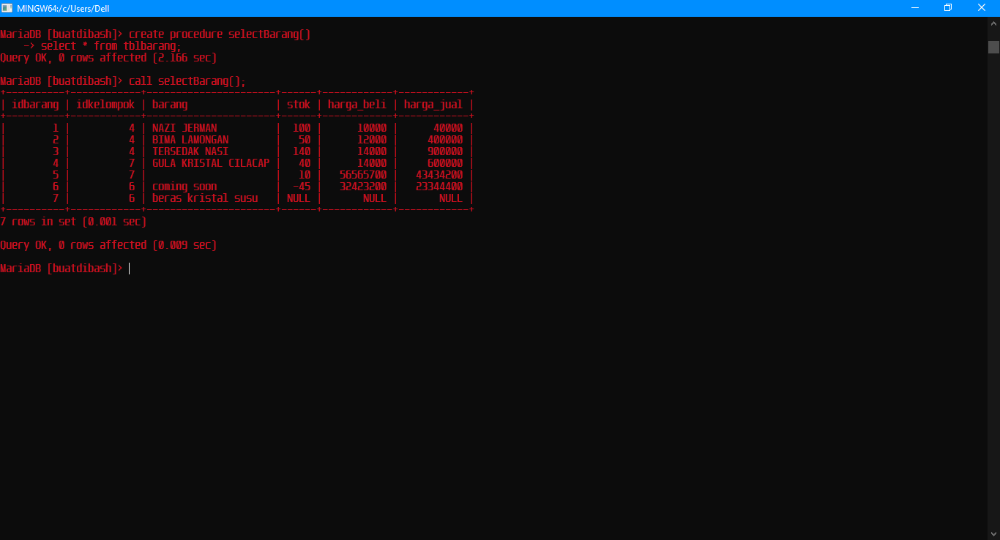 MINGW64:/c/Users/Dell
MariaDB [buatdibash]> create procedure selectBarang()
    -> select * from tblbarang;
Query OK, 0 rows affected (2.166 sec)
MariaDB [buatdibash]> call selectBarang();
+----------+------------+----------------------+------+------------+------------+
| idbarang | idkelompok | barang               | stok | harga_beli | harga_jual |
+----------+------------+----------------------+------+------------+------------+
|        1 |          4 | NAZI JERMAN          |  100 |      10000 |      40000 |
|        2 |          4 | BIMA LAMONGAN        |   50 |      12000 |     400000 |
|        3 |          4 | TERSEDAK NASI        |  140 |      14000 |     900000 |
|        4 |          7 | GULA KRISTAL CILACAP |   40 |      14000 |     600000 |
|        5 |          7 |                      |   10 |   56565700 |   43434200 |
|        6 |          6 | coming soon          |  -45 |   32423200 |   23344400 |
|        7 |          6 | beras kristal susu   | NULL |       NULL |       NULL |
+----------+------------+----------------------+------+------------+------------+
7 rows in set (0.001 sec)
Query OK, 0 rows affected (0.009 sec)
MariaDB [buatdibash]>